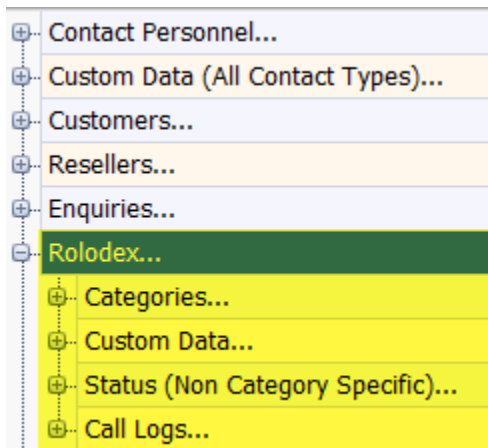 Contact Personnel...
Custom Data (All Contact Types)...
Customers...
Resellers...
Enquiries...
Rolodex...
Categories...
Custom Data...
Status (Non Category Specific)...
Call Logs...